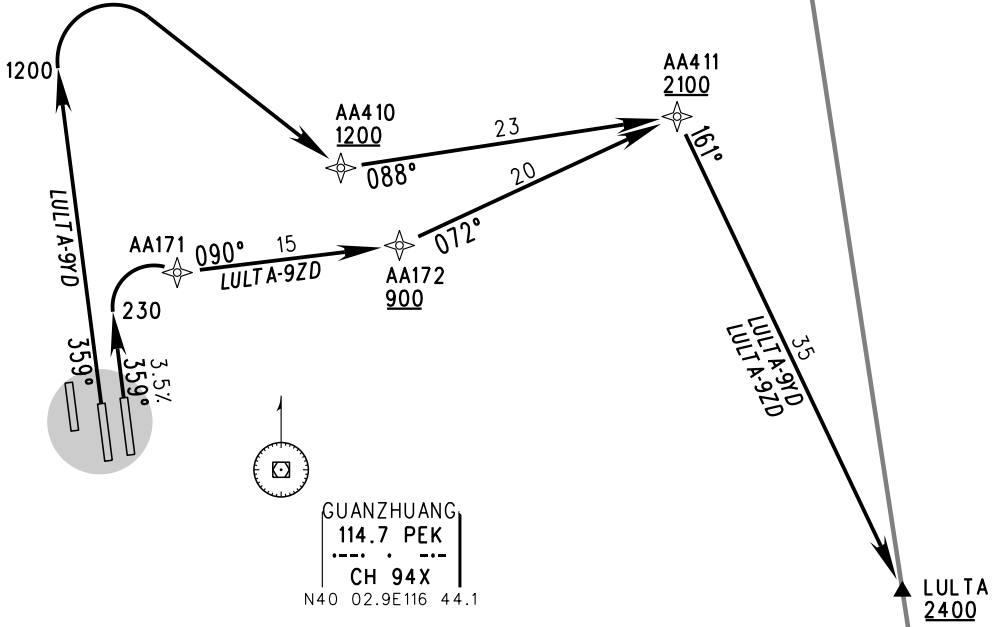 AA411
2100
1200
AA410
1200
23
161°
088°
20
LULTA-9YD
AA171
090°
15
072°
LULTA-9ZD
AA172
900
230
359°
359°
3.5%
35
LULTA-9YD
LULTA-9ZD
GUANZHUANG
114.7 PEK
·--· · -·-
CH 94X
N40 02.9E116 44.1
LULTA
2400